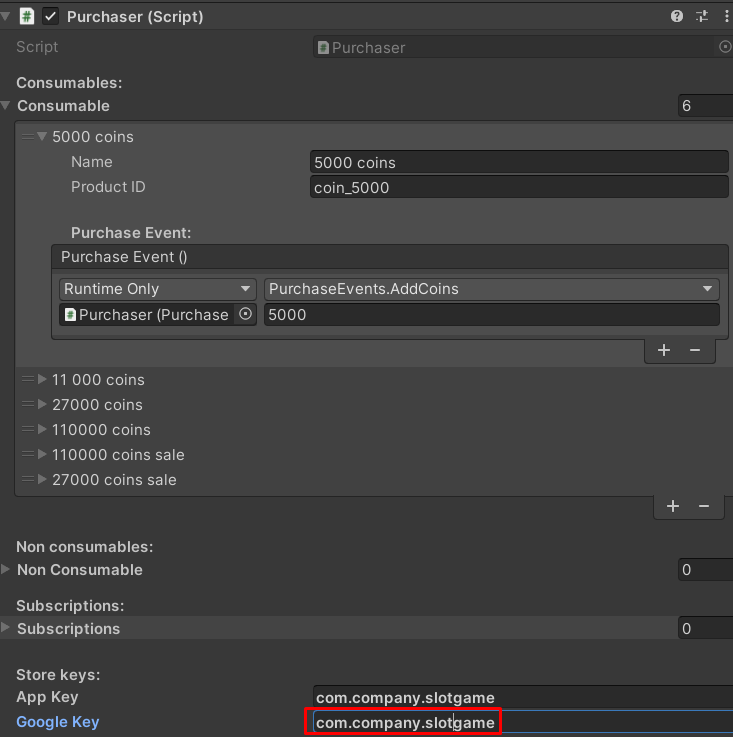 Purchaser (Script)
Script Purchaser
Consumables:
Consumable 6
5000 coins
Name 5000 coins
Product ID coin_5000
Purchase Event:
Purchase Event ()
Runtime Only PurchaseEvents.AddCoins
Purchaser (Purchase 5000
+ −
11 000 coins
27000 coins
110000 coins
110000 coins sale
27000 coins sale
+ −
Non consumables:
Non Consumable 0
Subscriptions:
Subscriptions 0
Store keys:
App Key com.company.slotgame
Google Key com.company.slotgame